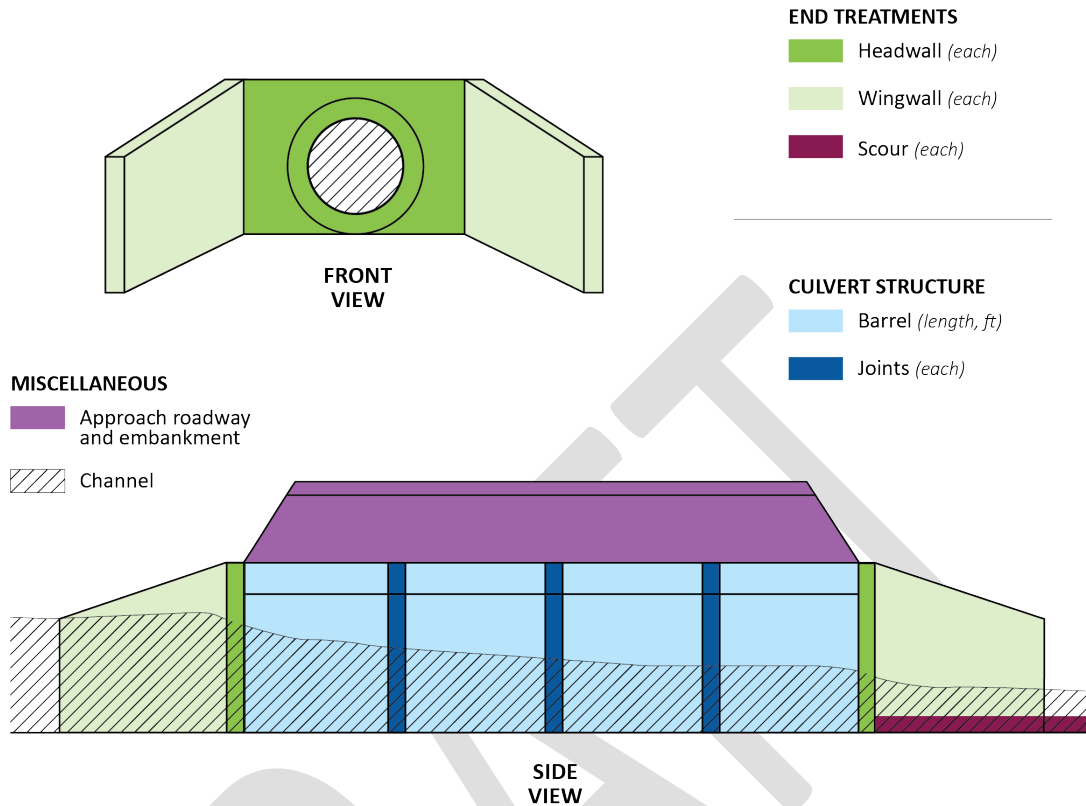 END TREATMENTS
Headwall (each)
Wingwall (each)
Scour (each)
FRONT
VIEW
CULVERT STRUCTURE
Barrel (length, ft)
Joints (each)
MISCELLANEOUS
Approach roadway
and embankment
Channel
SIDE
VIEW